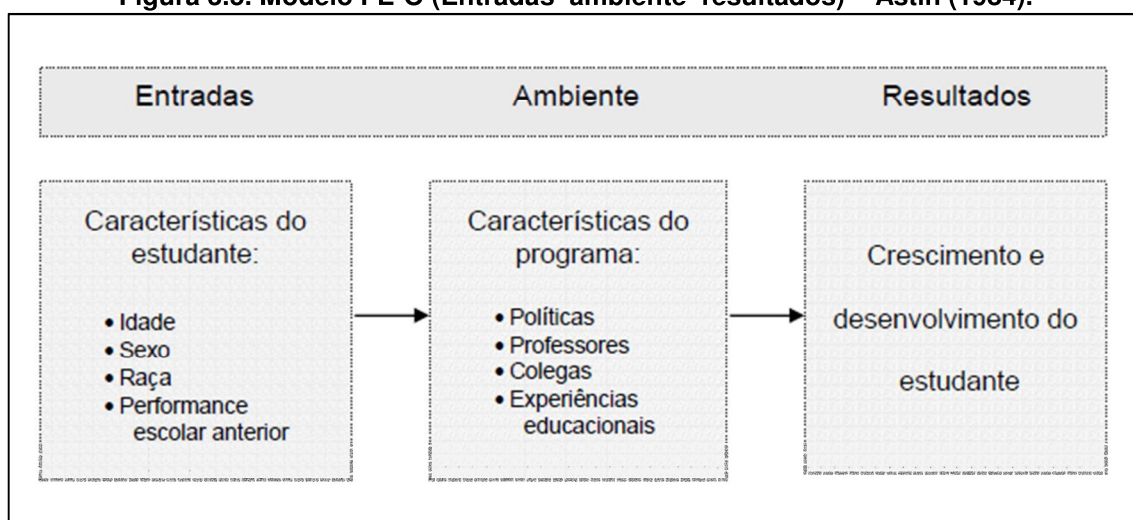 Figura Modelo (Entradas-ambiente-resultados) – Astin (1984).
Entradas
Ambiente
Resultados
Características do
estudante:
• Idade
• Sexo
• Raça
• Performance
escolar anterior
Características do
programa:
• Políticas
• Professores
• Colegas
• Experiências
educacionais
Crescimento e
desenvolvimento do
estudante